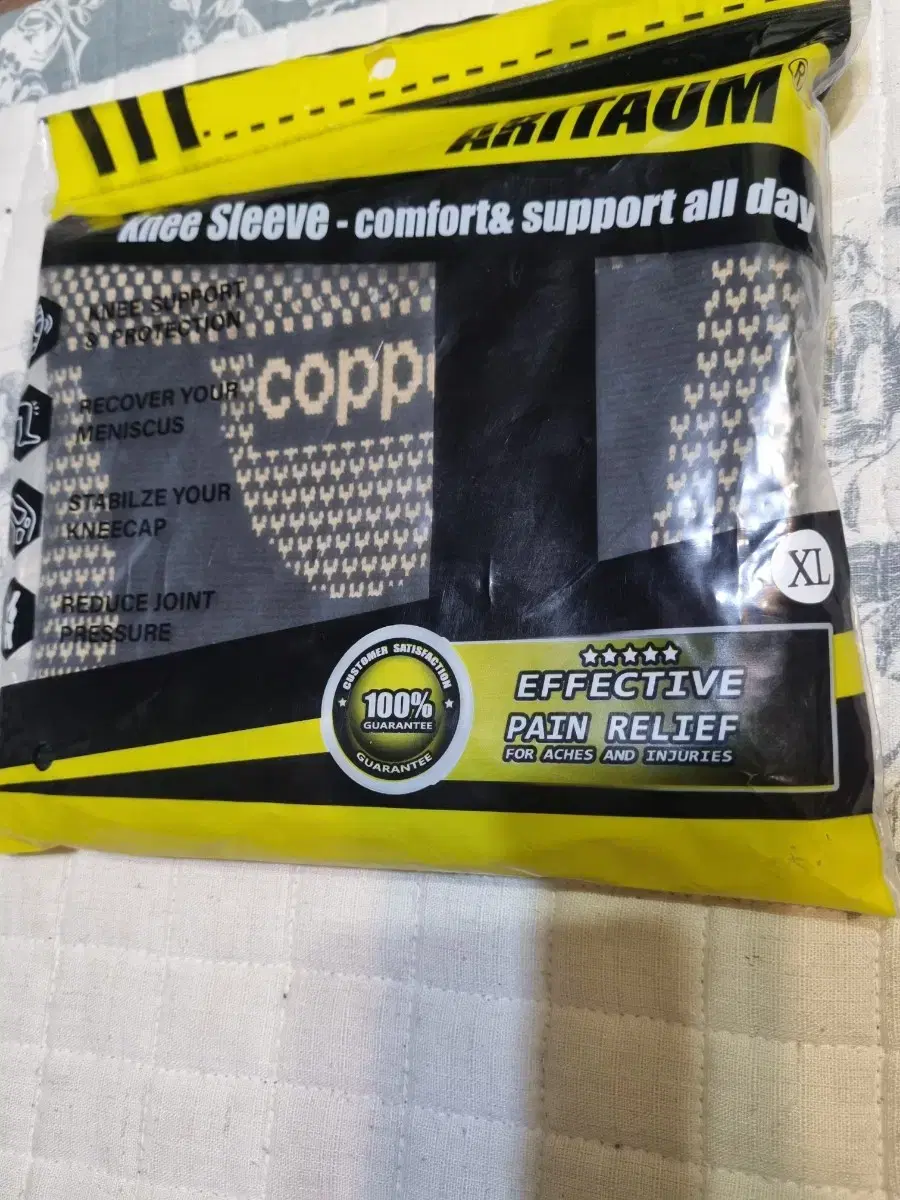 ARITAUM®
Knee Sleeve - comfort& support all day
KNEE SUPPORT
& PROTECTION
RECOVER YOUR
MENISCUS
STABILZE YOUR
KNEECAP
REDUCE JOINT
PRESSURE
copp
XL
CUSTOMER SATISFACTION
100%
GUARANTEE
GUARANTEE
EFFECTIVE
PAIN RELIEF
FOR ACHES AND INJURIES